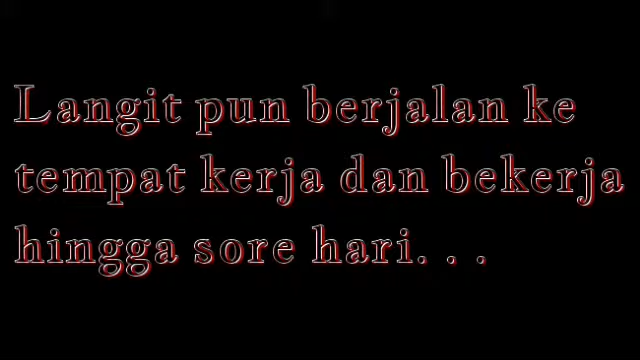 Langit pun berjalan ke
tempat kerja dan bekerja
hingga sore hari. . .